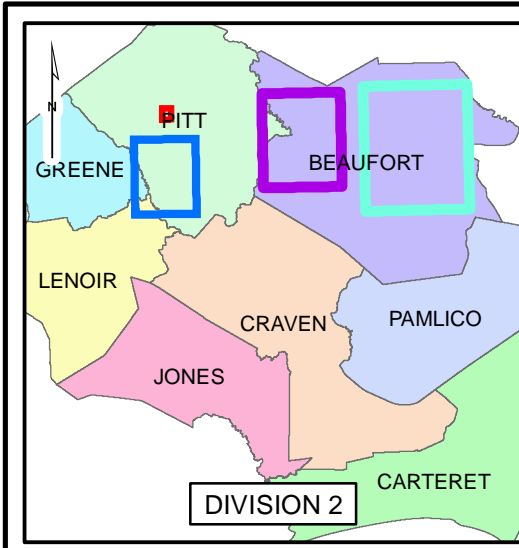 N
PITT
GREENE
BEAUFORT
LENOIR
CRAVEN
PAMLICO
JONES
CARTERET
DIVISION 2